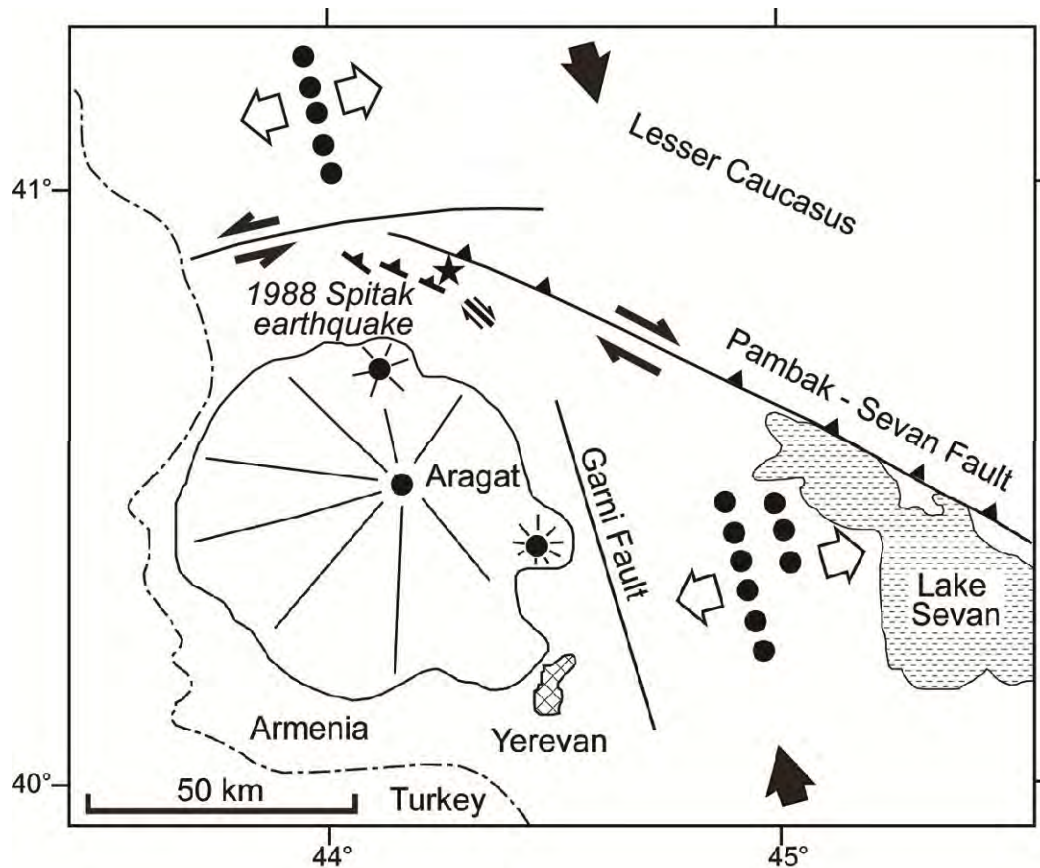 Lesser Caucasus
41°
1988 Spitak
earthquake
Pambak - Sevan Fault
Aragat
Garni Fault
Lake
Sevan
Armenia
Yerevan
40°
50 km
Turkey
44°
45°